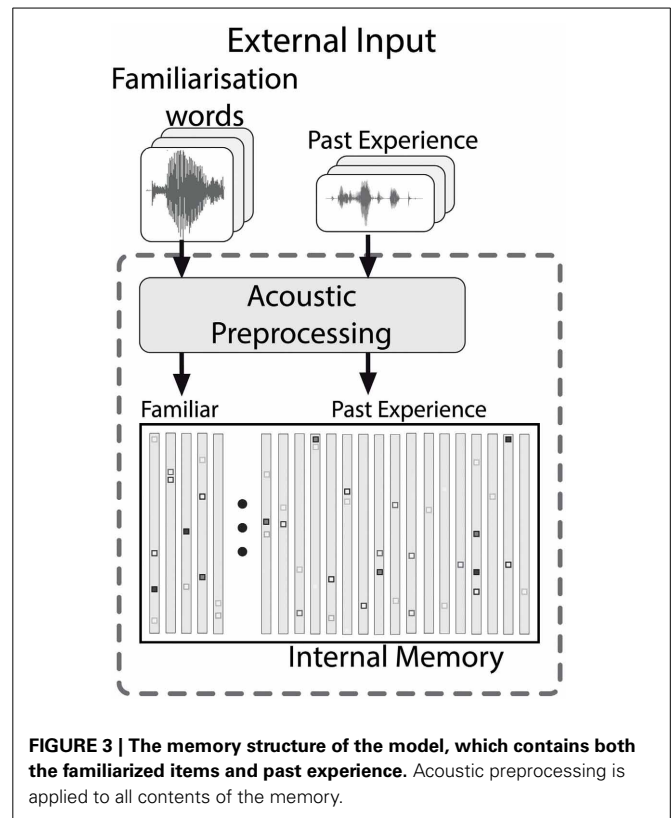 External Input
Familiarisation
words
Past Experience
Acoustic
Preprocessing
Familiar
Past Experience
Internal Memory
FIGURE 3 | The memory structure of the model, which contains both
the familiarized items and past experience. Acoustic preprocessing is
applied to all contents of the memory.